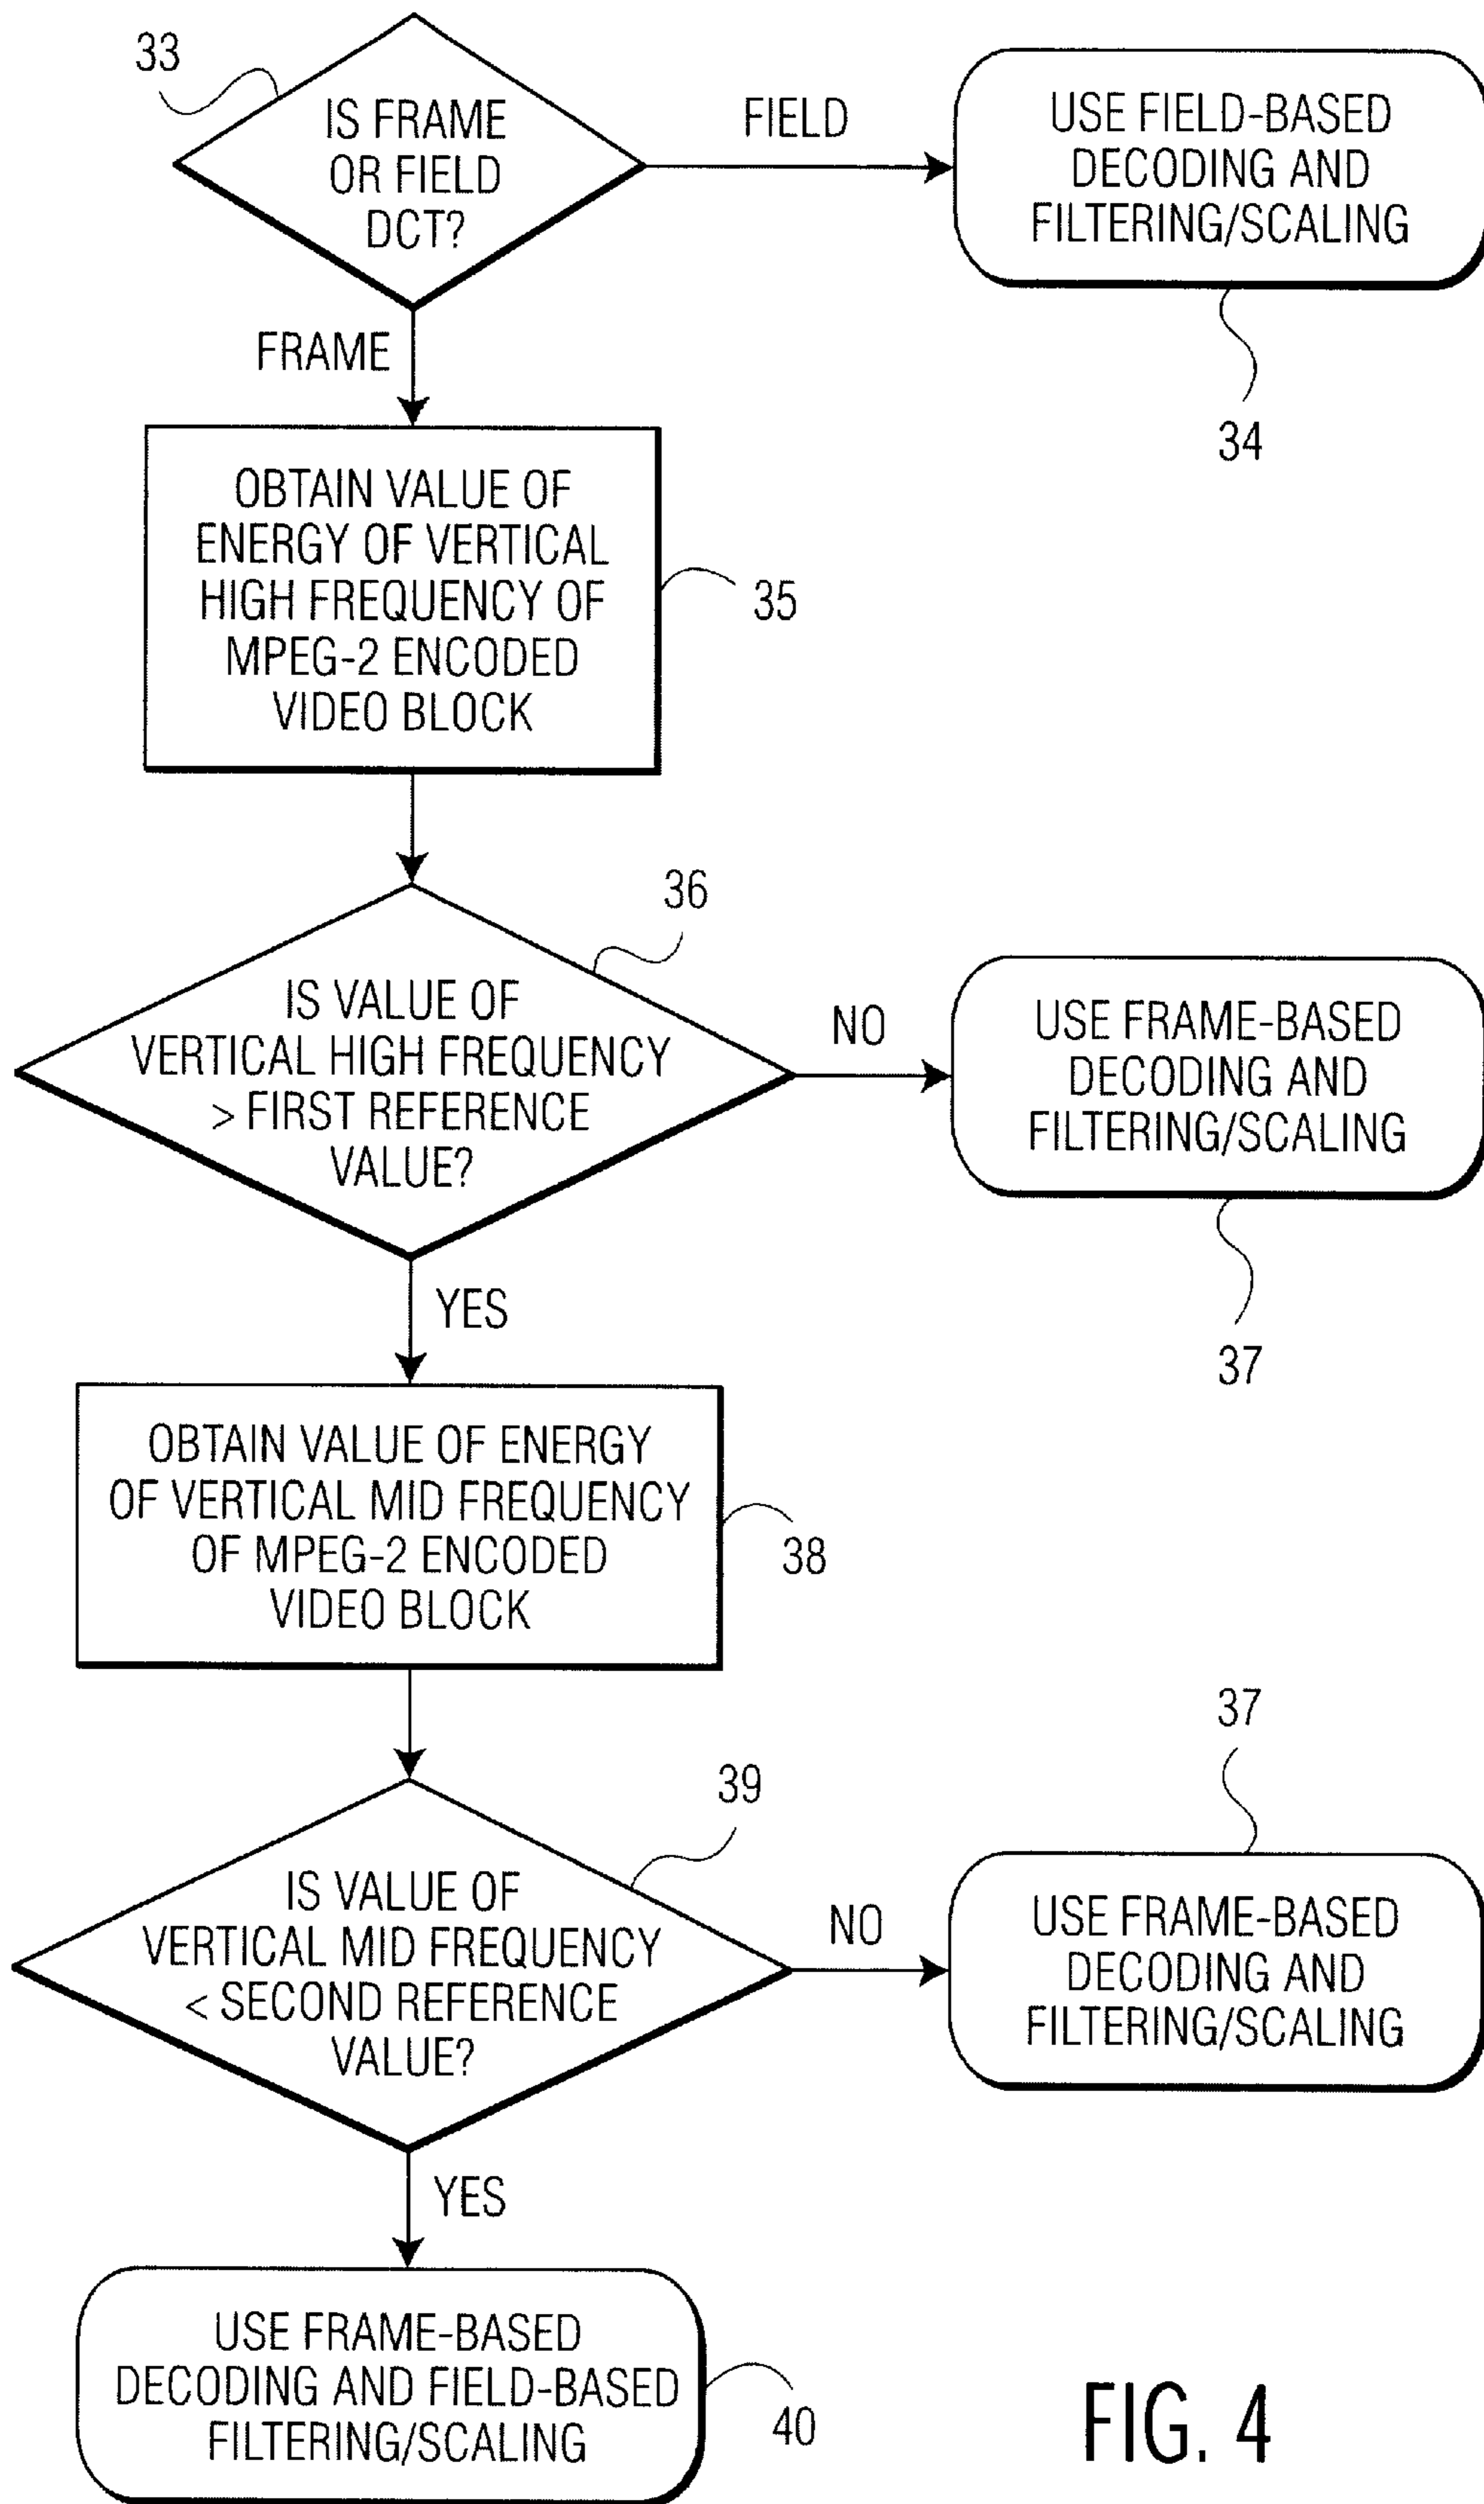 33
IS FRAME
OR FIELD
DCT?
FIELD
USE FIELD-BASED
DECODING AND
FILTERING/SCALING
34
FRAME
OBTAIN VALUE OF
ENERGY OF VERTICAL
HIGH FREQUENCY OF
MPEG-2 ENCODED
VIDEO BLOCK
35
36
IS VALUE OF
VERTICAL HIGH FREQUENCY
> FIRST REFERENCE
VALUE?
NO
USE FRAME-BASED
DECODING AND
FILTERING/SCALING
37
YES
OBTAIN VALUE OF ENERGY
OF VERTICAL MID FREQUENCY
OF MPEG-2 ENCODED
VIDEO BLOCK
38
39
IS VALUE OF
VERTICAL MID FREQUENCY
< SECOND REFERENCE
VALUE?
NO
37
USE FRAME-BASED
DECODING AND
FILTERING/SCALING
YES
USE FRAME-BASED
DECODING AND FIELD-BASED
FILTERING/SCALING
40
FIG. 4